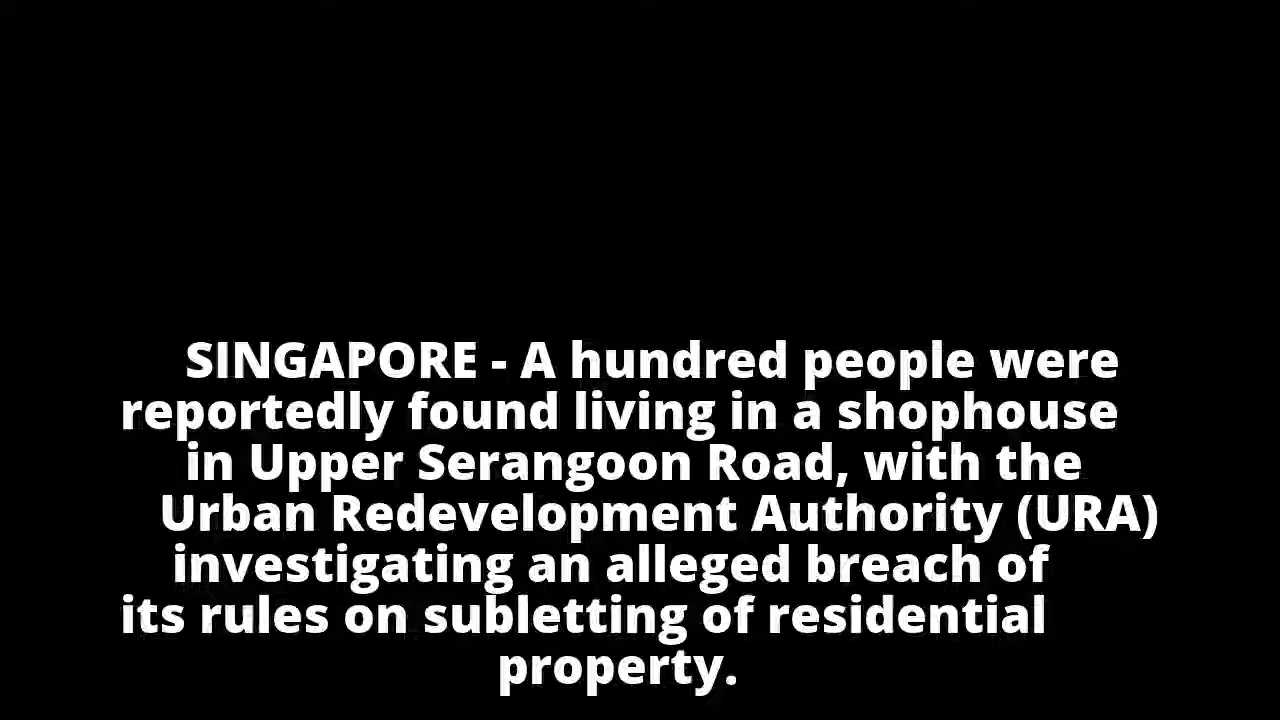 SINGAPORE - A hundred people were
reportedly found living in a shophouse
in Upper Serangoon Road, with the
Urban Redevelopment Authority (URA)
investigating an alleged breach of
its rules on subletting of residential
property.